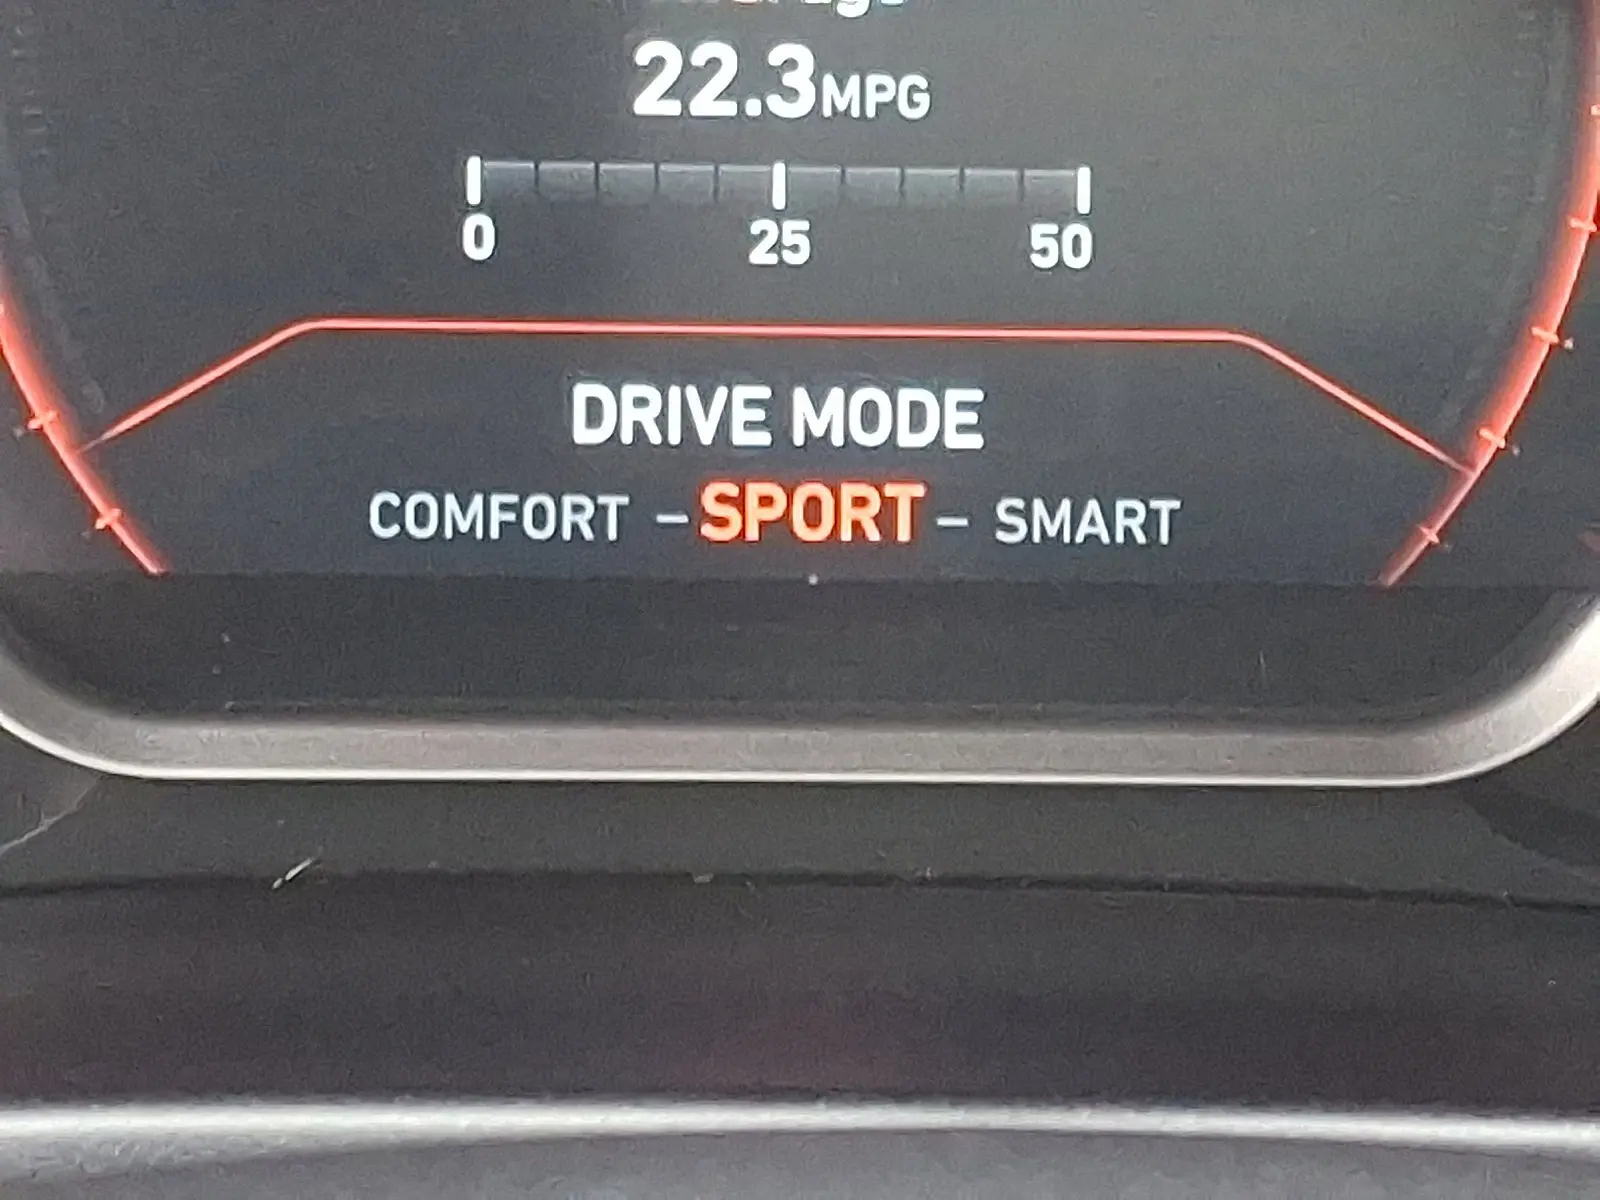 22.3MPG
0 25 50
DRIVE MODE
COMFORT – SPORT – SMART